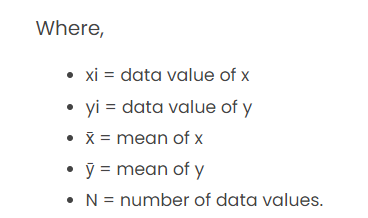 Where,
• xi = data value of x
• yi = data value of y
• x̄ = mean of x
• ȳ = mean of y
• N = number of data values.